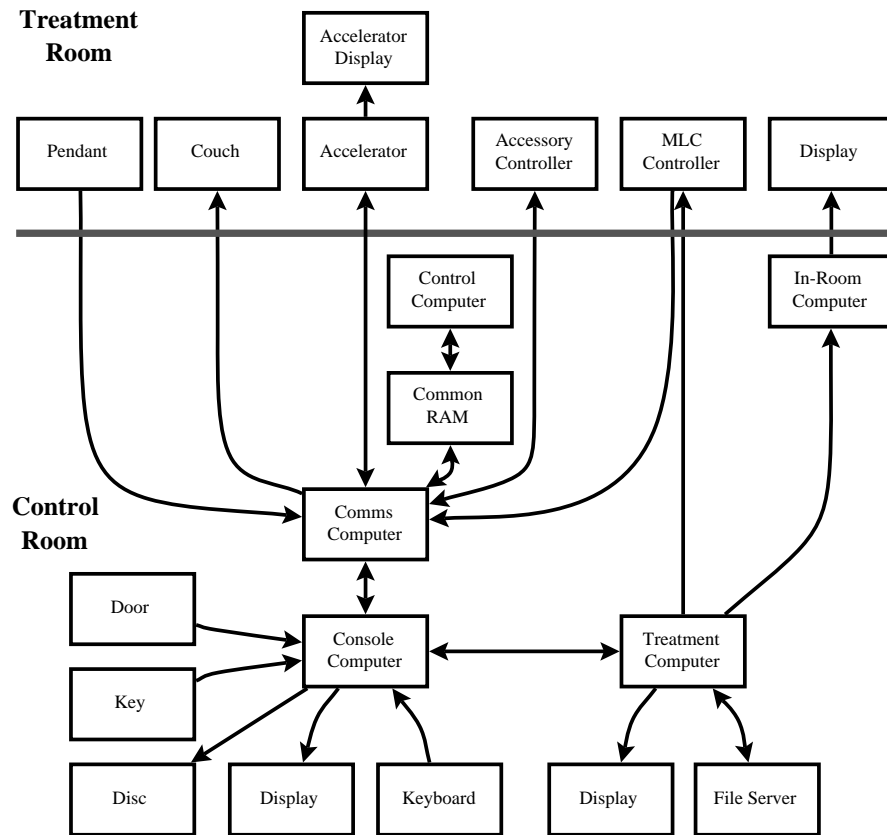 Treatment
Room
Accelerator
Display
Pendant
Couch
Accelerator
Accessory
Controller
MLC
Controller
Display
Control
Computer
In-Room
Computer
Common
RAM
Control
Room
Comms
Computer
Door
Console
Computer
Treatment
Computer
Key
Disc
Display
Keyboard
Display
File Server